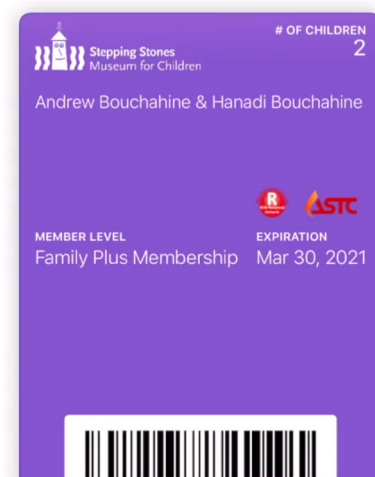 # OF CHILDREN
2
Stepping Stones
Museum for Children
Andrew Bouchahine & Hanadi Bouchahine
R
ASTC
MEMBER LEVEL
EXPIRATION
Family Plus Membership
Mar 30, 2021